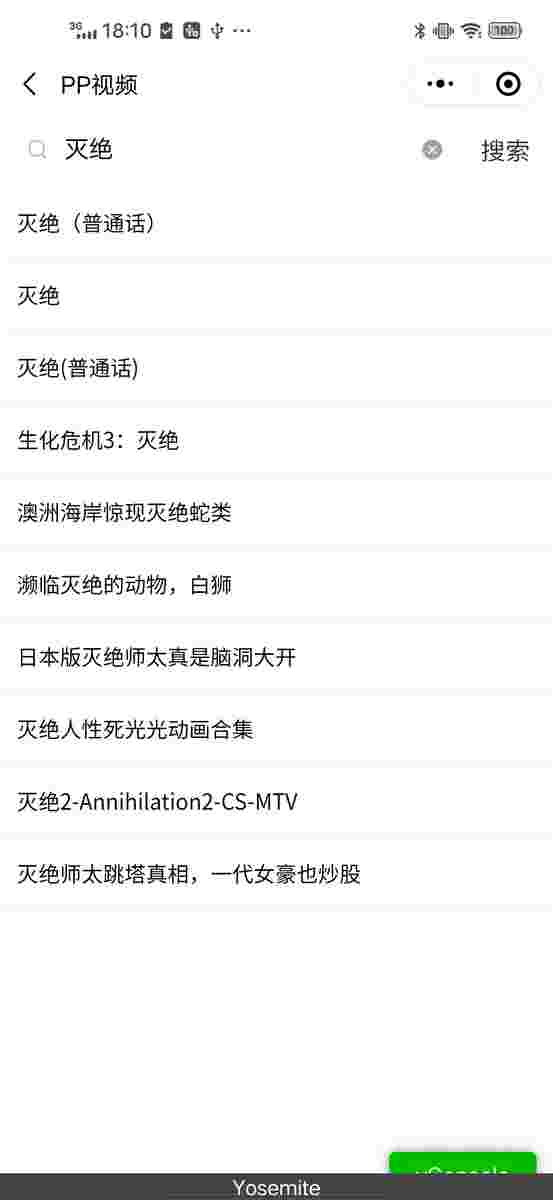 3G 18:10 100
PP视频
灭绝 搜索
灭绝（普通话）
灭绝
灭绝(普通话)
生化危机3：灭绝
澳洲海岸惊现灭绝蛇类
濒临灭绝的动物，白狮
日本版灭绝师太真是脑洞大开
灭绝人性死光光动画合集
灭绝2-Annihilation2-CS-MTV
灭绝师太跳塔真相，一代女豪也炒股
vConsole
Yosemite